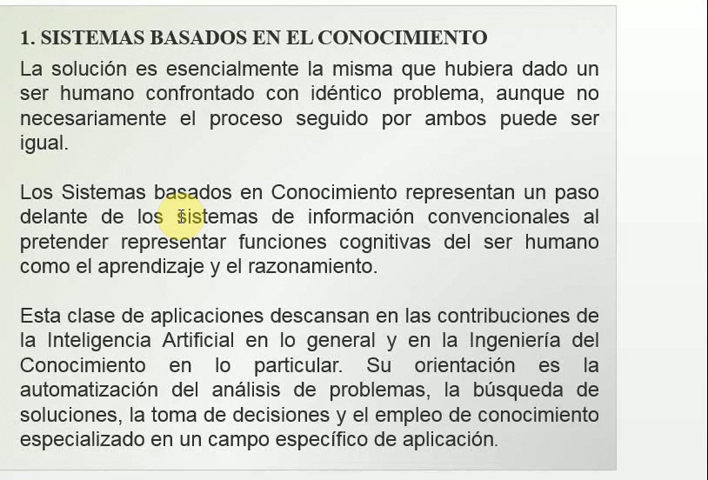 1. SISTEMAS BASADOS EN EL CONOCIMIENTO
La solución es esencialmente la misma que hubiera dado un
ser humano confrontado con idéntico problema, aunque no
necesariamente el proceso seguido por ambos puede ser
igual.
Los Sistemas basados en Conocimiento representan un paso
delante de los sistemas de información convencionales al
pretender representar funciones cognitivas del ser humano
como el aprendizaje y el razonamiento.
Esta clase de aplicaciones descansan en las contribuciones de
la Inteligencia Artificial en lo general y en la Ingeniería del
Conocimiento en lo particular. Su orientación es la
automatización del análisis de problemas, la búsqueda de
soluciones, la toma de decisiones y el empleo de conocimiento
especializado en un campo específico de aplicación.